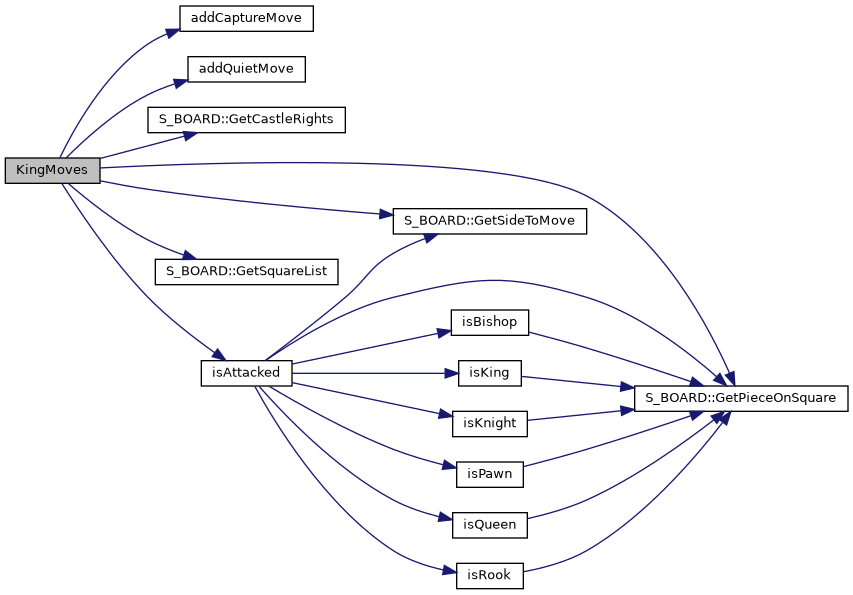 addCaptureMove
addQuietMove
S_BOARD::GetCastleRights
KingMoves
S_BOARD::GetSideToMove
S_BOARD::GetSquareList
isBishop
isAttacked
isKing
S_BOARD::GetPieceOnSquare
isKnight
isPawn
isQueen
isRook